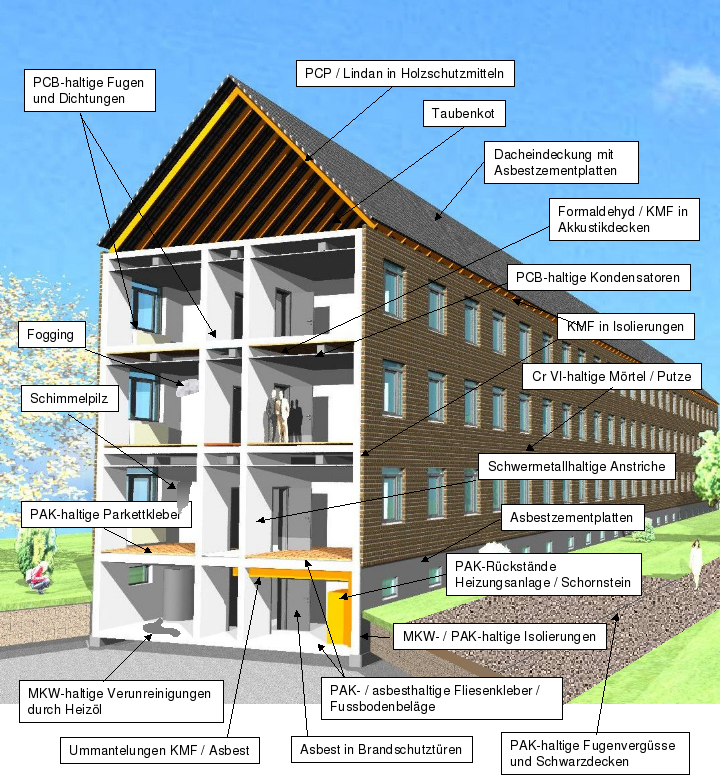 PCP / Lindan in Holzschutzmitteln
PCB-haltige Fugen
und Dichtungen
Taubenkot
Dacheindeckung mit
Asbestzementplatten
Formaldehyd / KMF in
Akkustikdecken
PCB-haltige Kondensatoren
KMF in Isolierungen
Fogging
Cr VI-haltige Mörtel / Putze
Schimmelpilz
Schwermetallhaltige Anstriche
PAK-haltige Parkettkleber
Asbestzementplatten
PAK-Rückstände
Heizungsanlage / Schornstein
MKW- / PAK-haltige Isolierungen
MKW-haltige Verunreinigungen
durch Heizöl
PAK- / asbesthaltige Fliesenkleber /
Fussbodenbeläge
Ummantelungen KMF / Asbest
Asbest in Brandschutztüren
PAK-haltige Fugenvergüsse
und Schwarzdecken